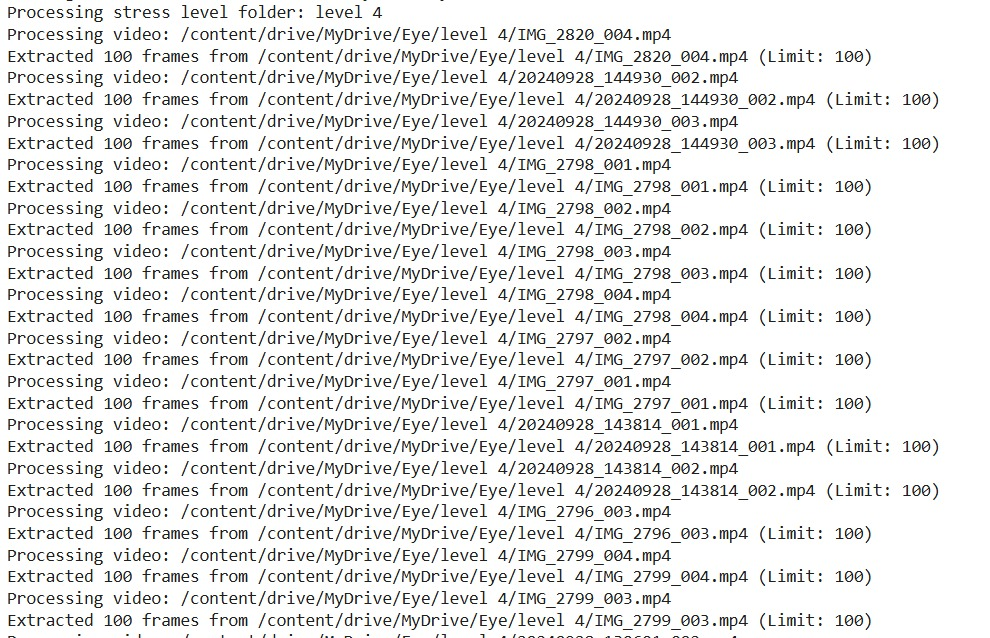 Processing stress level folder: level 4
Processing video: /content/drive/MyDrive/Eye/level 4/IMG_2820_004.mp4
Extracted 100 frames from /content/drive/MyDrive/Eye/level 4/IMG_2820_004.mp4 (Limit: 100)
Processing video: /content/drive/MyDrive/Eye/level 4/20240928_144930_002.mp4
Extracted 100 frames from /content/drive/MyDrive/Eye/level 4/20240928_144930_002.mp4 (Limit: 100)
Processing video: /content/drive/MyDrive/Eye/level 4/20240928_144930_003.mp4
Extracted 100 frames from /content/drive/MyDrive/Eye/level 4/20240928_144930_003.mp4 (Limit: 100)
Processing video: /content/drive/MyDrive/Eye/level 4/IMG_2798_001.mp4
Extracted 100 frames from /content/drive/MyDrive/Eye/level 4/IMG_2798_001.mp4 (Limit: 100)
Processing video: /content/drive/MyDrive/Eye/level 4/IMG_2798_002.mp4
Extracted 100 frames from /content/drive/MyDrive/Eye/level 4/IMG_2798_002.mp4 (Limit: 100)
Processing video: /content/drive/MyDrive/Eye/level 4/IMG_2798_003.mp4
Extracted 100 frames from /content/drive/MyDrive/Eye/level 4/IMG_2798_003.mp4 (Limit: 100)
Processing video: /content/drive/MyDrive/Eye/level 4/IMG_2798_004.mp4
Extracted 100 frames from /content/drive/MyDrive/Eye/level 4/IMG_2798_004.mp4 (Limit: 100)
Processing video: /content/drive/MyDrive/Eye/level 4/IMG_2797_002.mp4
Extracted 100 frames from /content/drive/MyDrive/Eye/level 4/IMG_2797_002.mp4 (Limit: 100)
Processing video: /content/drive/MyDrive/Eye/level 4/IMG_2797_001.mp4
Extracted 100 frames from /content/drive/MyDrive/Eye/level 4/IMG_2797_001.mp4 (Limit: 100)
Processing video: /content/drive/MyDrive/Eye/level 4/20240928_143814_001.mp4
Extracted 100 frames from /content/drive/MyDrive/Eye/level 4/20240928_143814_001.mp4 (Limit: 100)
Processing video: /content/drive/MyDrive/Eye/level 4/20240928_143814_002.mp4
Extracted 100 frames from /content/drive/MyDrive/Eye/level 4/20240928_143814_002.mp4 (Limit: 100)
Processing video: /content/drive/MyDrive/Eye/level 4/IMG_2796_003.mp4
Extracted 100 frames from /content/drive/MyDrive/Eye/level 4/IMG_2796_003.mp4 (Limit: 100)
Processing video: /content/drive/MyDrive/Eye/level 4/IMG_2799_004.mp4
Extracted 100 frames from /content/drive/MyDrive/Eye/level 4/IMG_2799_004.mp4 (Limit: 100)
Processing video: /content/drive/MyDrive/Eye/level 4/IMG_2799_003.mp4
Extracted 100 frames from /content/drive/MyDrive/Eye/level 4/IMG_2799_003.mp4 (Limit: 100)